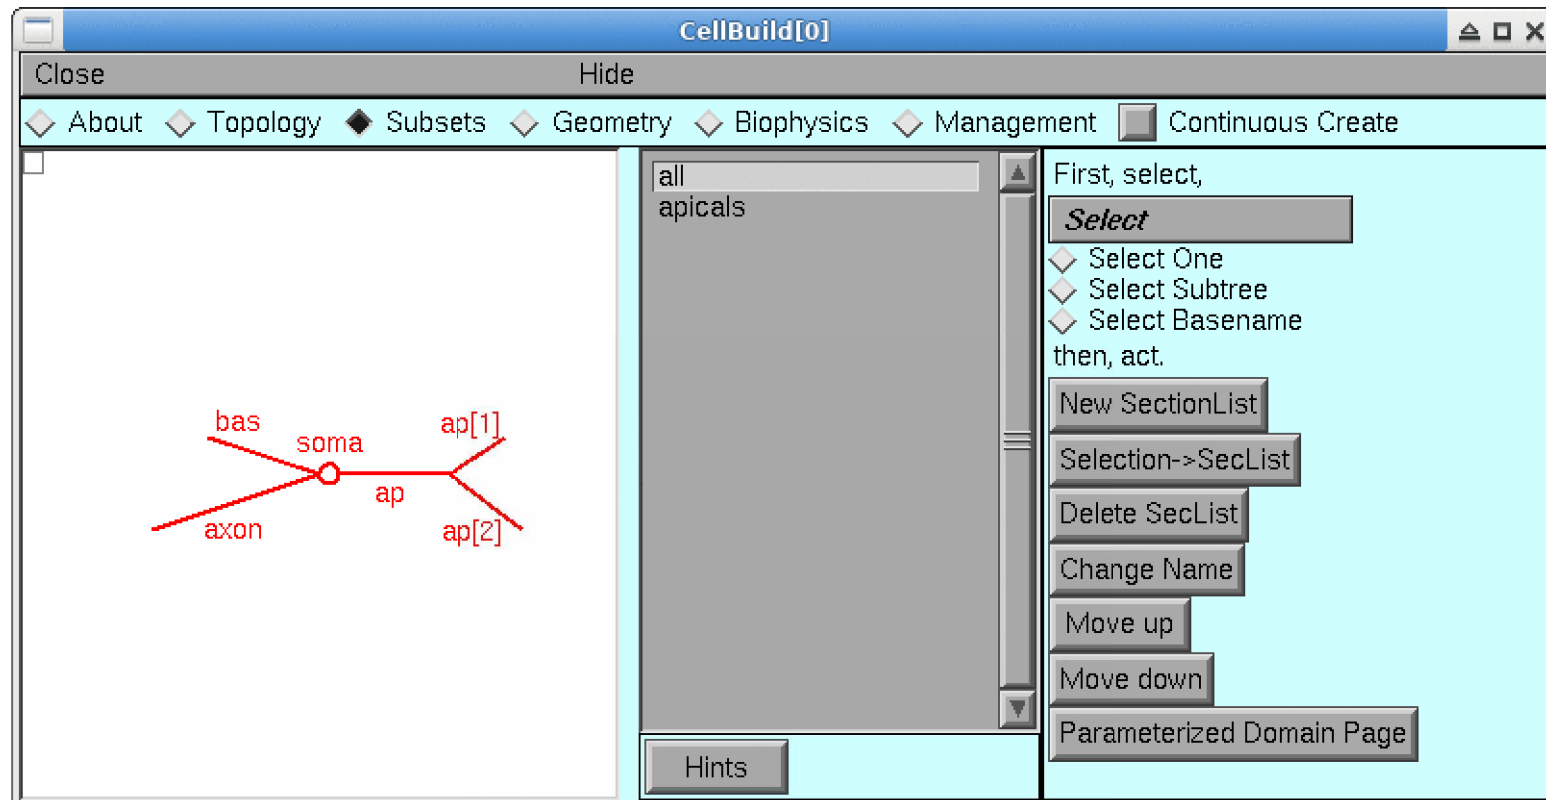 CellBuild[0]
Close Hide
About Topology Subsets Geometry Biophysics Management Continuous Create
bas
soma
ap[1]
ap
axon
ap[2]
all
apicals
Hints
First, select,
Select
Select One
Select Subtree
Select Basename
then, act.
New SectionList
Selection->SecList
Delete SecList
Change Name
Move up
Move down
Parameterized Domain Page